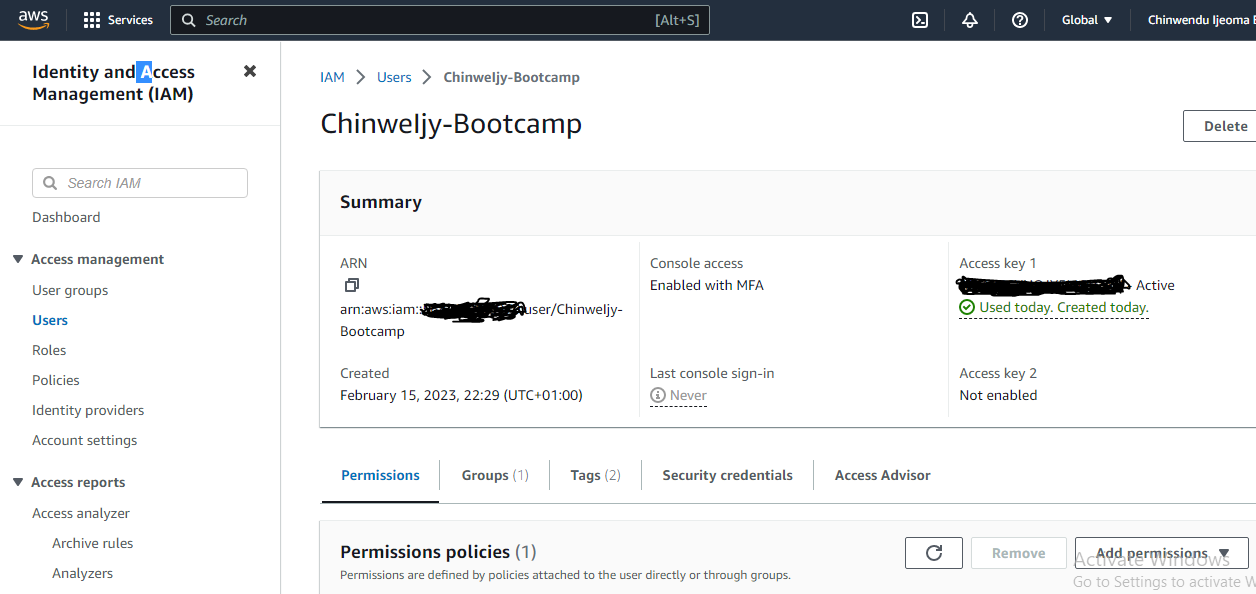 aws
Services
Search
[Alt+S]
Global
Chinwendu Ijeoma
Identity and Access
Management (IAM)
Search IAM
Dashboard
Access management
User groups
Users
Roles
Policies
Identity providers
Account settings
Access reports
Access analyzer
Archive rules
Analyzers
IAM > Users > ChinweIjy-Bootcamp
ChinweIjy-Bootcamp
Delete
Summary
ARN
arn:aws:iam: user/ChinweIjy-
Bootcamp
Created
February 15, 2023, 22:29 (UTC+01:00)
Console access
Enabled with MFA
Last console sign-in
Never
Access key 1
Active
Used today. Created today.
Access key 2
Not enabled
Permissions
Groups (1)
Tags (2)
Security credentials
Access Advisor
Permissions policies (1)
Permissions are defined by policies attached to the user directly or through groups.
Remove
Add permissions
Activate Windows
Go to Settings to activate W